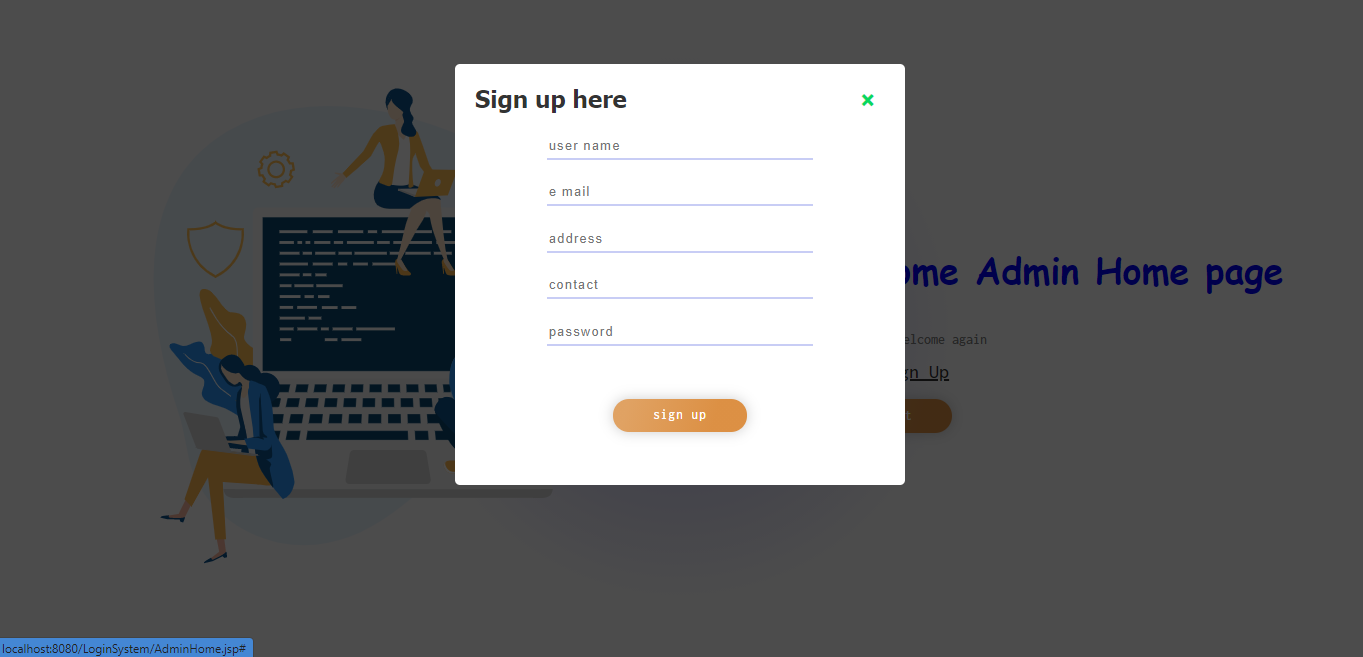 Sign up here
×
user name
e mail
address
contact
password
sign up
ome Admin Home page
elcome again
gn Up
t
localhost:8080/LoginSystem/AdminHome.jsp#